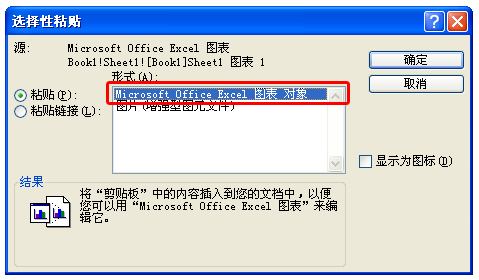 选择性粘贴
源: Microsoft Office Excel 图表
Book1!Sheet1![Book1]Sheet1 图表 1
形式(A):
粘贴(P):
粘贴链接(L):
Microsoft Office Excel 图表 对象
图片(增强型图元文件)
确定
取消
显示为图标(D)
结果
将“剪贴板”中的内容插入到您的文档中,以便
您可以用“Microsoft Office Excel 图表”来编
辑它。